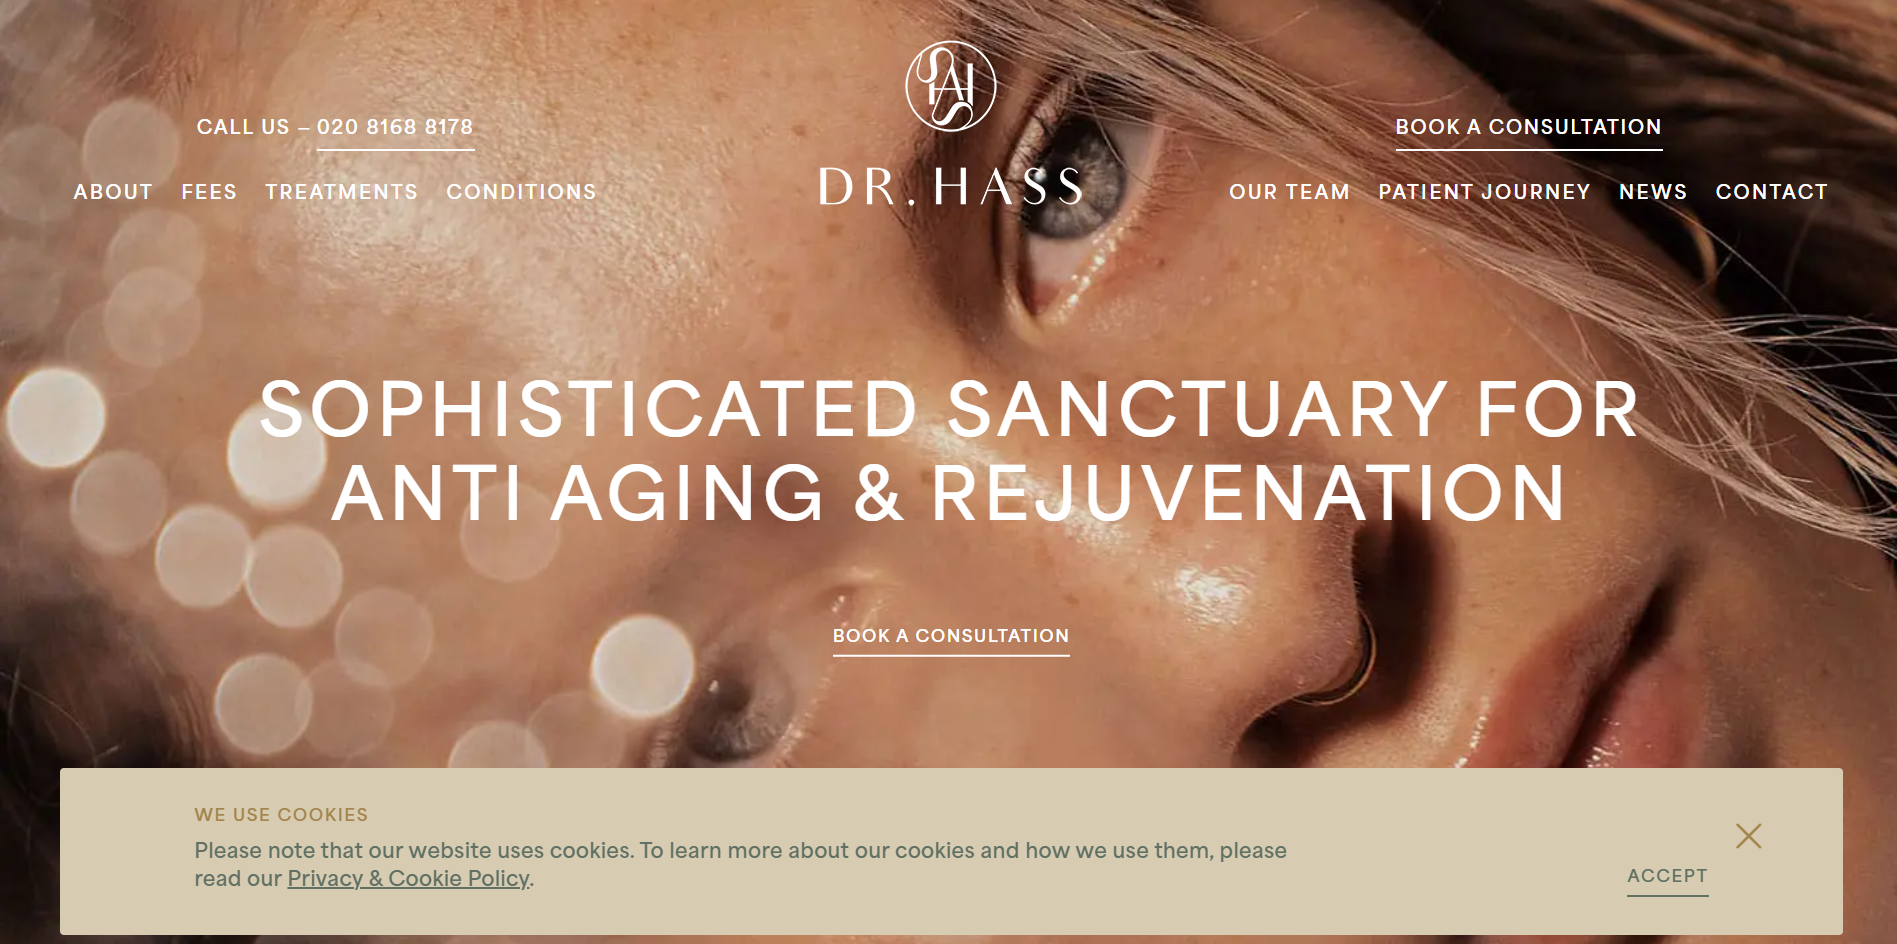 CALL US – 020 8168 8178
BOOK A CONSULTATION
ABOUT FEES TREATMENTS CONDITIONS
DR. HASS
OUR TEAM PATIENT JOURNEY NEWS CONTACT
SOPHISTICATED SANCTUARY FOR
ANTI AGING & REJUVENATION
BOOK A CONSULTATION
WE USE COOKIES
Please note that our website uses cookies. To learn more about our cookies and how we use them, please
read our Privacy & Cookie Policy.
ACCEPT